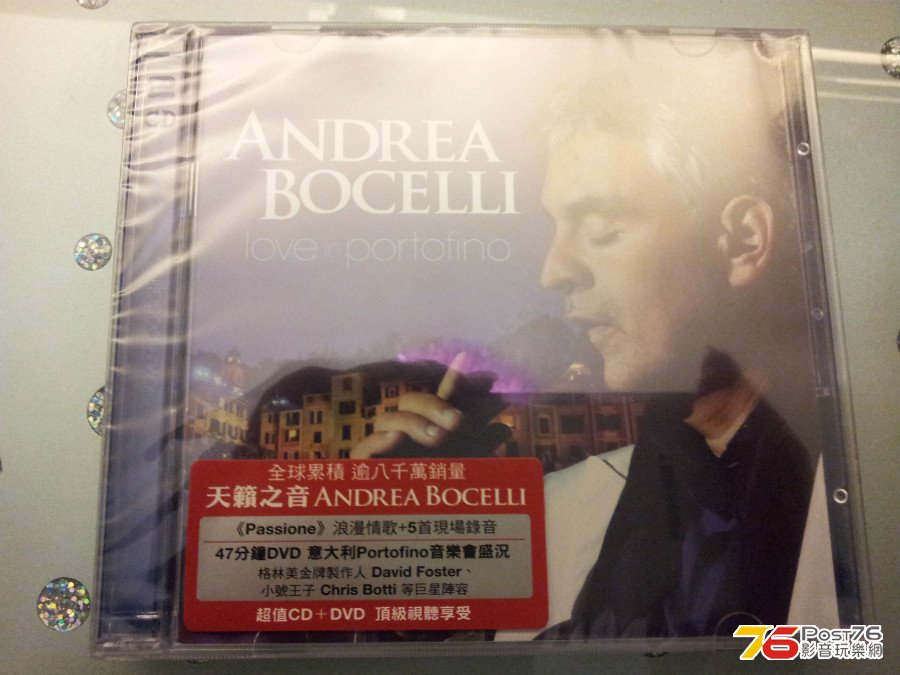 CD
ANDREA
BOCELLI
love in portofino
全球累積 逾八千萬銷量
天籟之音 ANDREA BOCELLI
《Passione》浪漫情歌+5首現場錄音
47分鐘DVD 意大利Portofino音樂會盛況
格林美金牌製作人 David Foster、
小號王子 Chris Botti 等巨星陣容
超值CD+DVD 頂級視聽享受
76 Post76
影音玩樂網